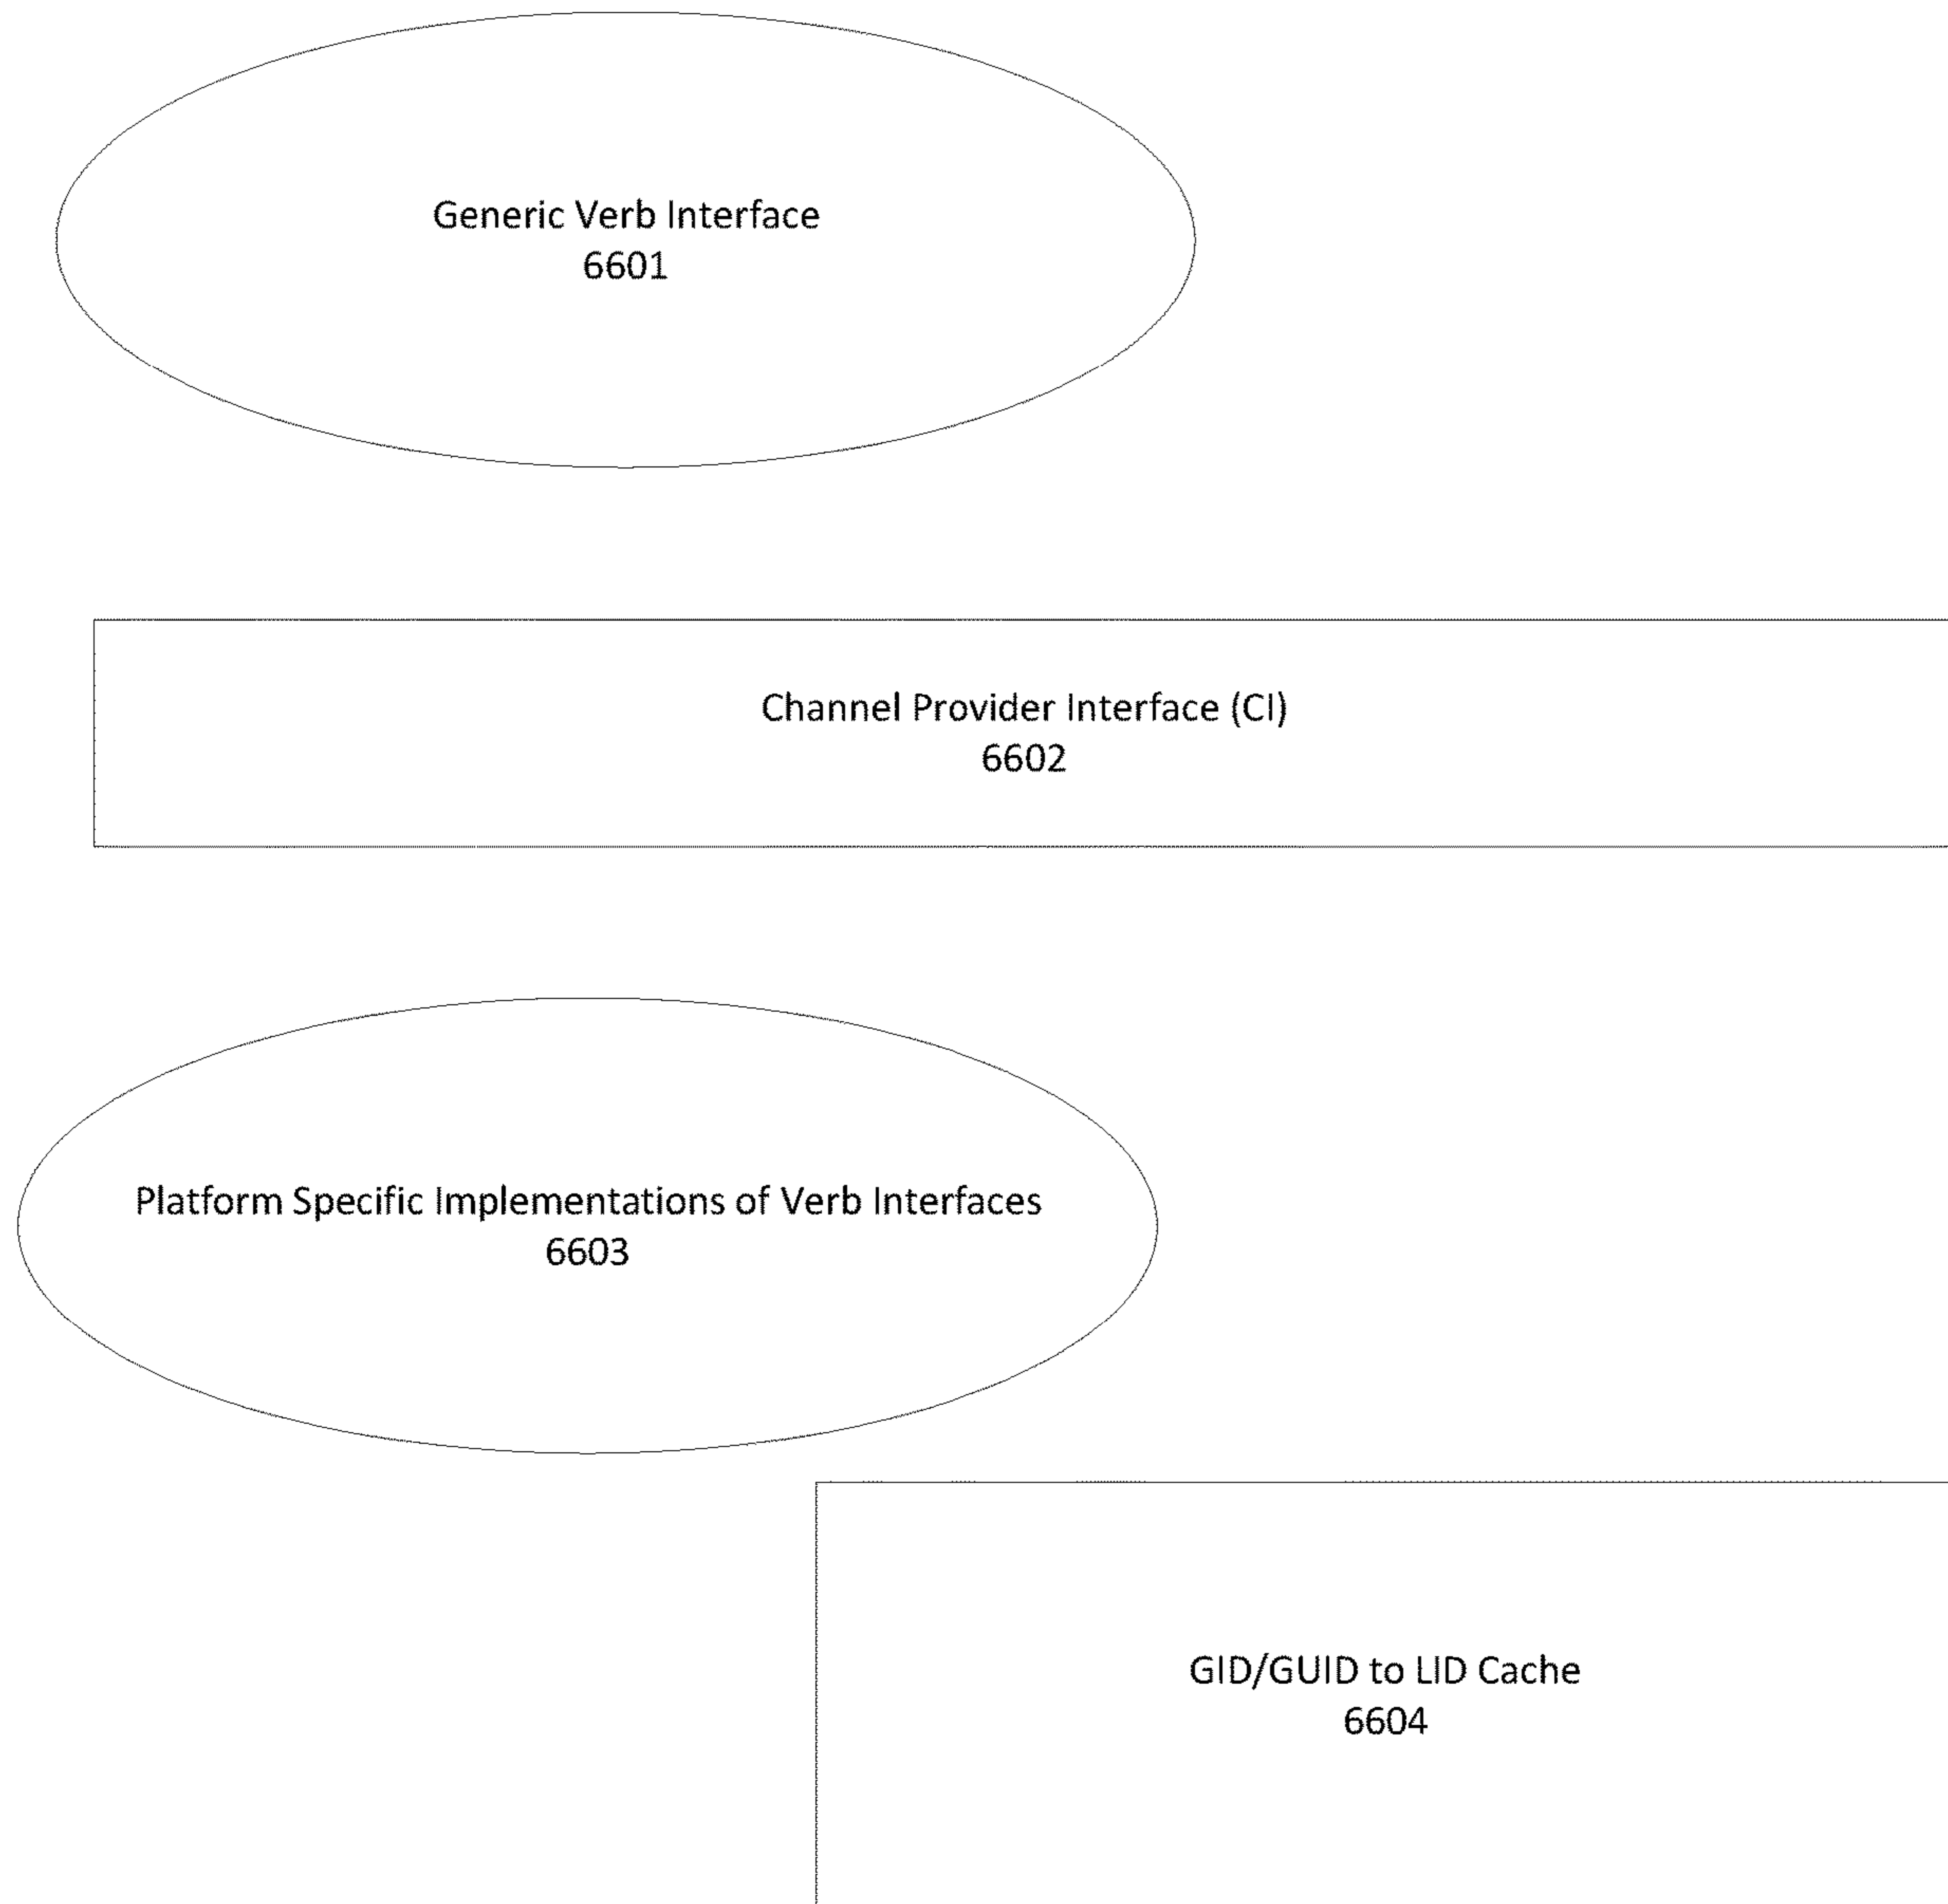 Generic Verb Interface
6601
Channel Provider Interface (CI)
6602
Platform Specific Implementations of Verb Interfaces
6603
GID/GUID to LID Cache
6604